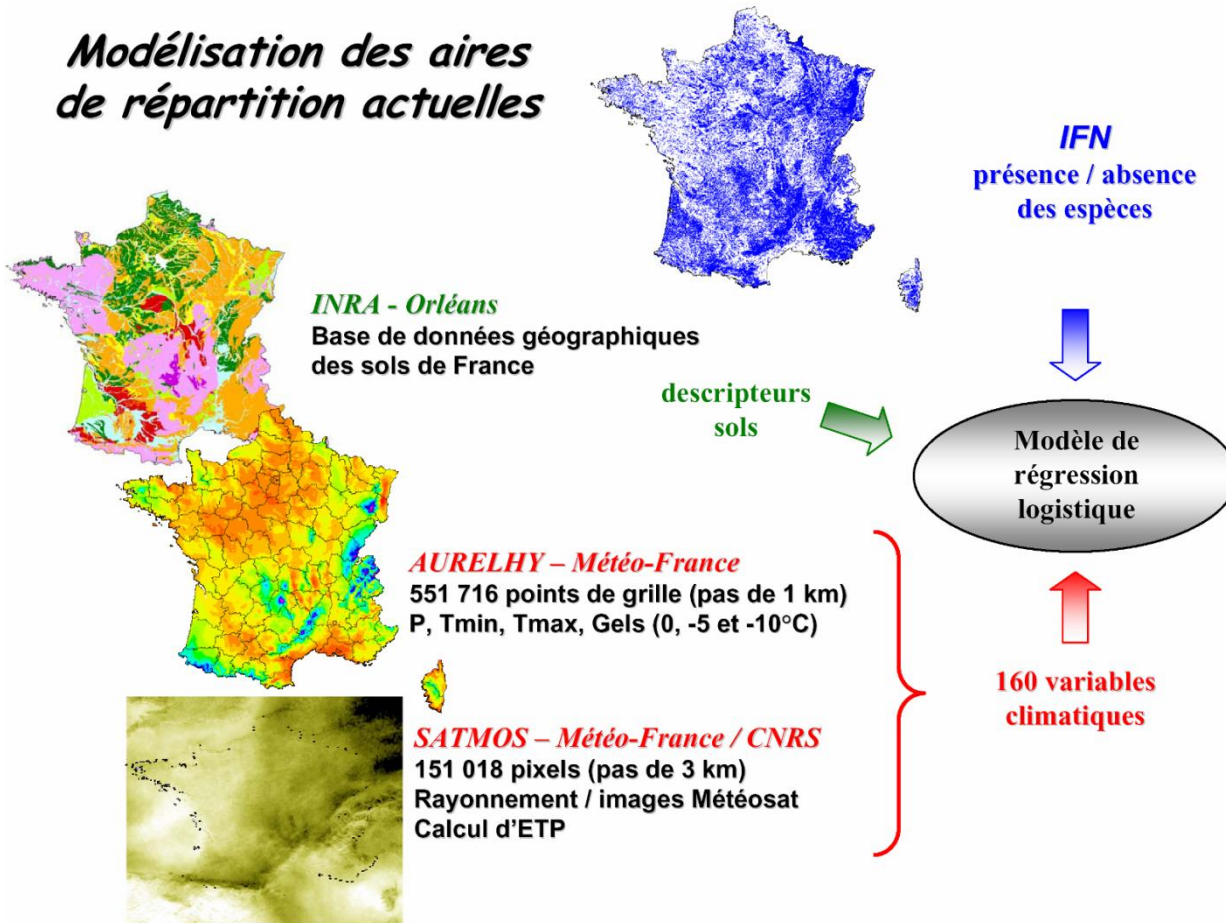 Modélisation des aires
de répartition actuelles
IFN
présence / absence
des espèces
INRA - Orléans
Base de données géographiques
des sols de France
descripteurs
sols
Modèle de
régression
logistique
AURELHY – Météo-France
551 716 points de grille (pas de 1 km)
P, Tmin, Tmax, Gels (0, -5 et -10°C)
160 variables
climatiques
SATMOS – Météo-France / CNRS
151 018 pixels (pas de 3 km)
Rayonnement / images Météosat
Calcul d’ETP